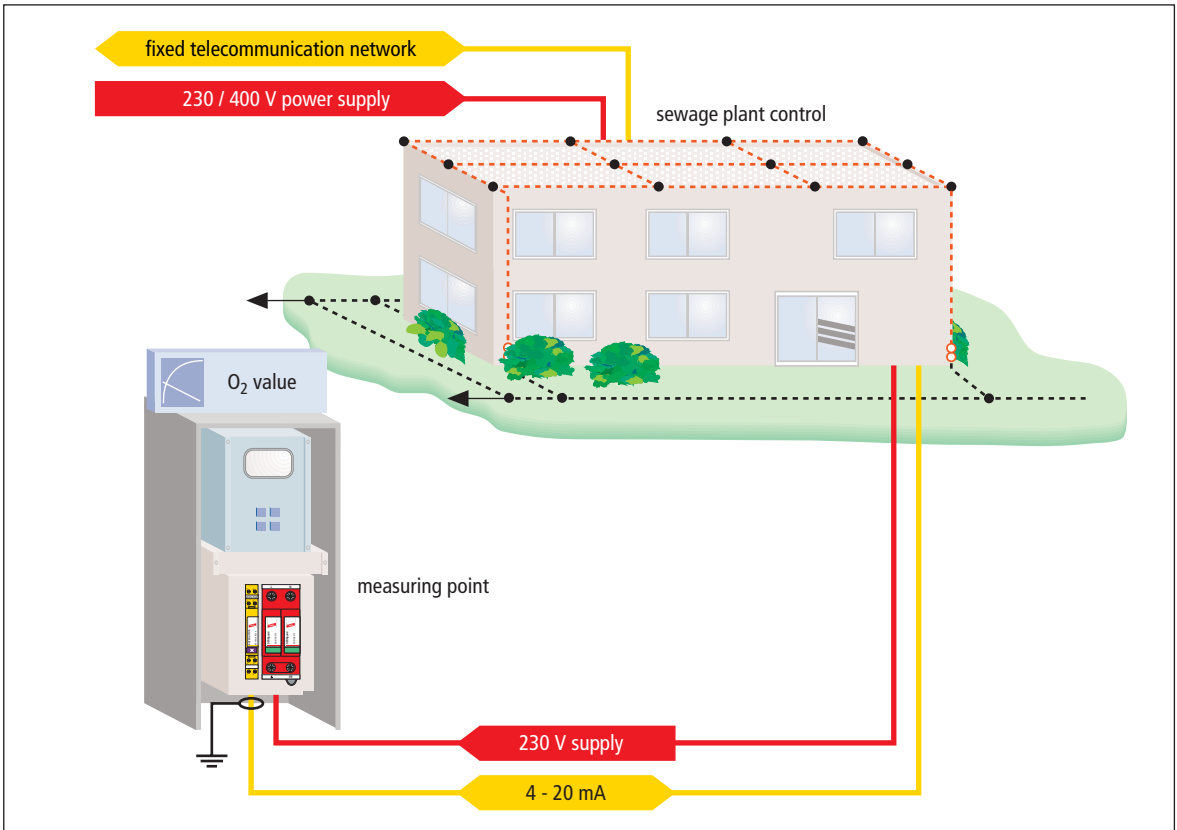 fixed telecommunication network
230 / 400 V power supply
sewage plant control
O₂ value
measuring point
230 V supply
4 - 20 mA